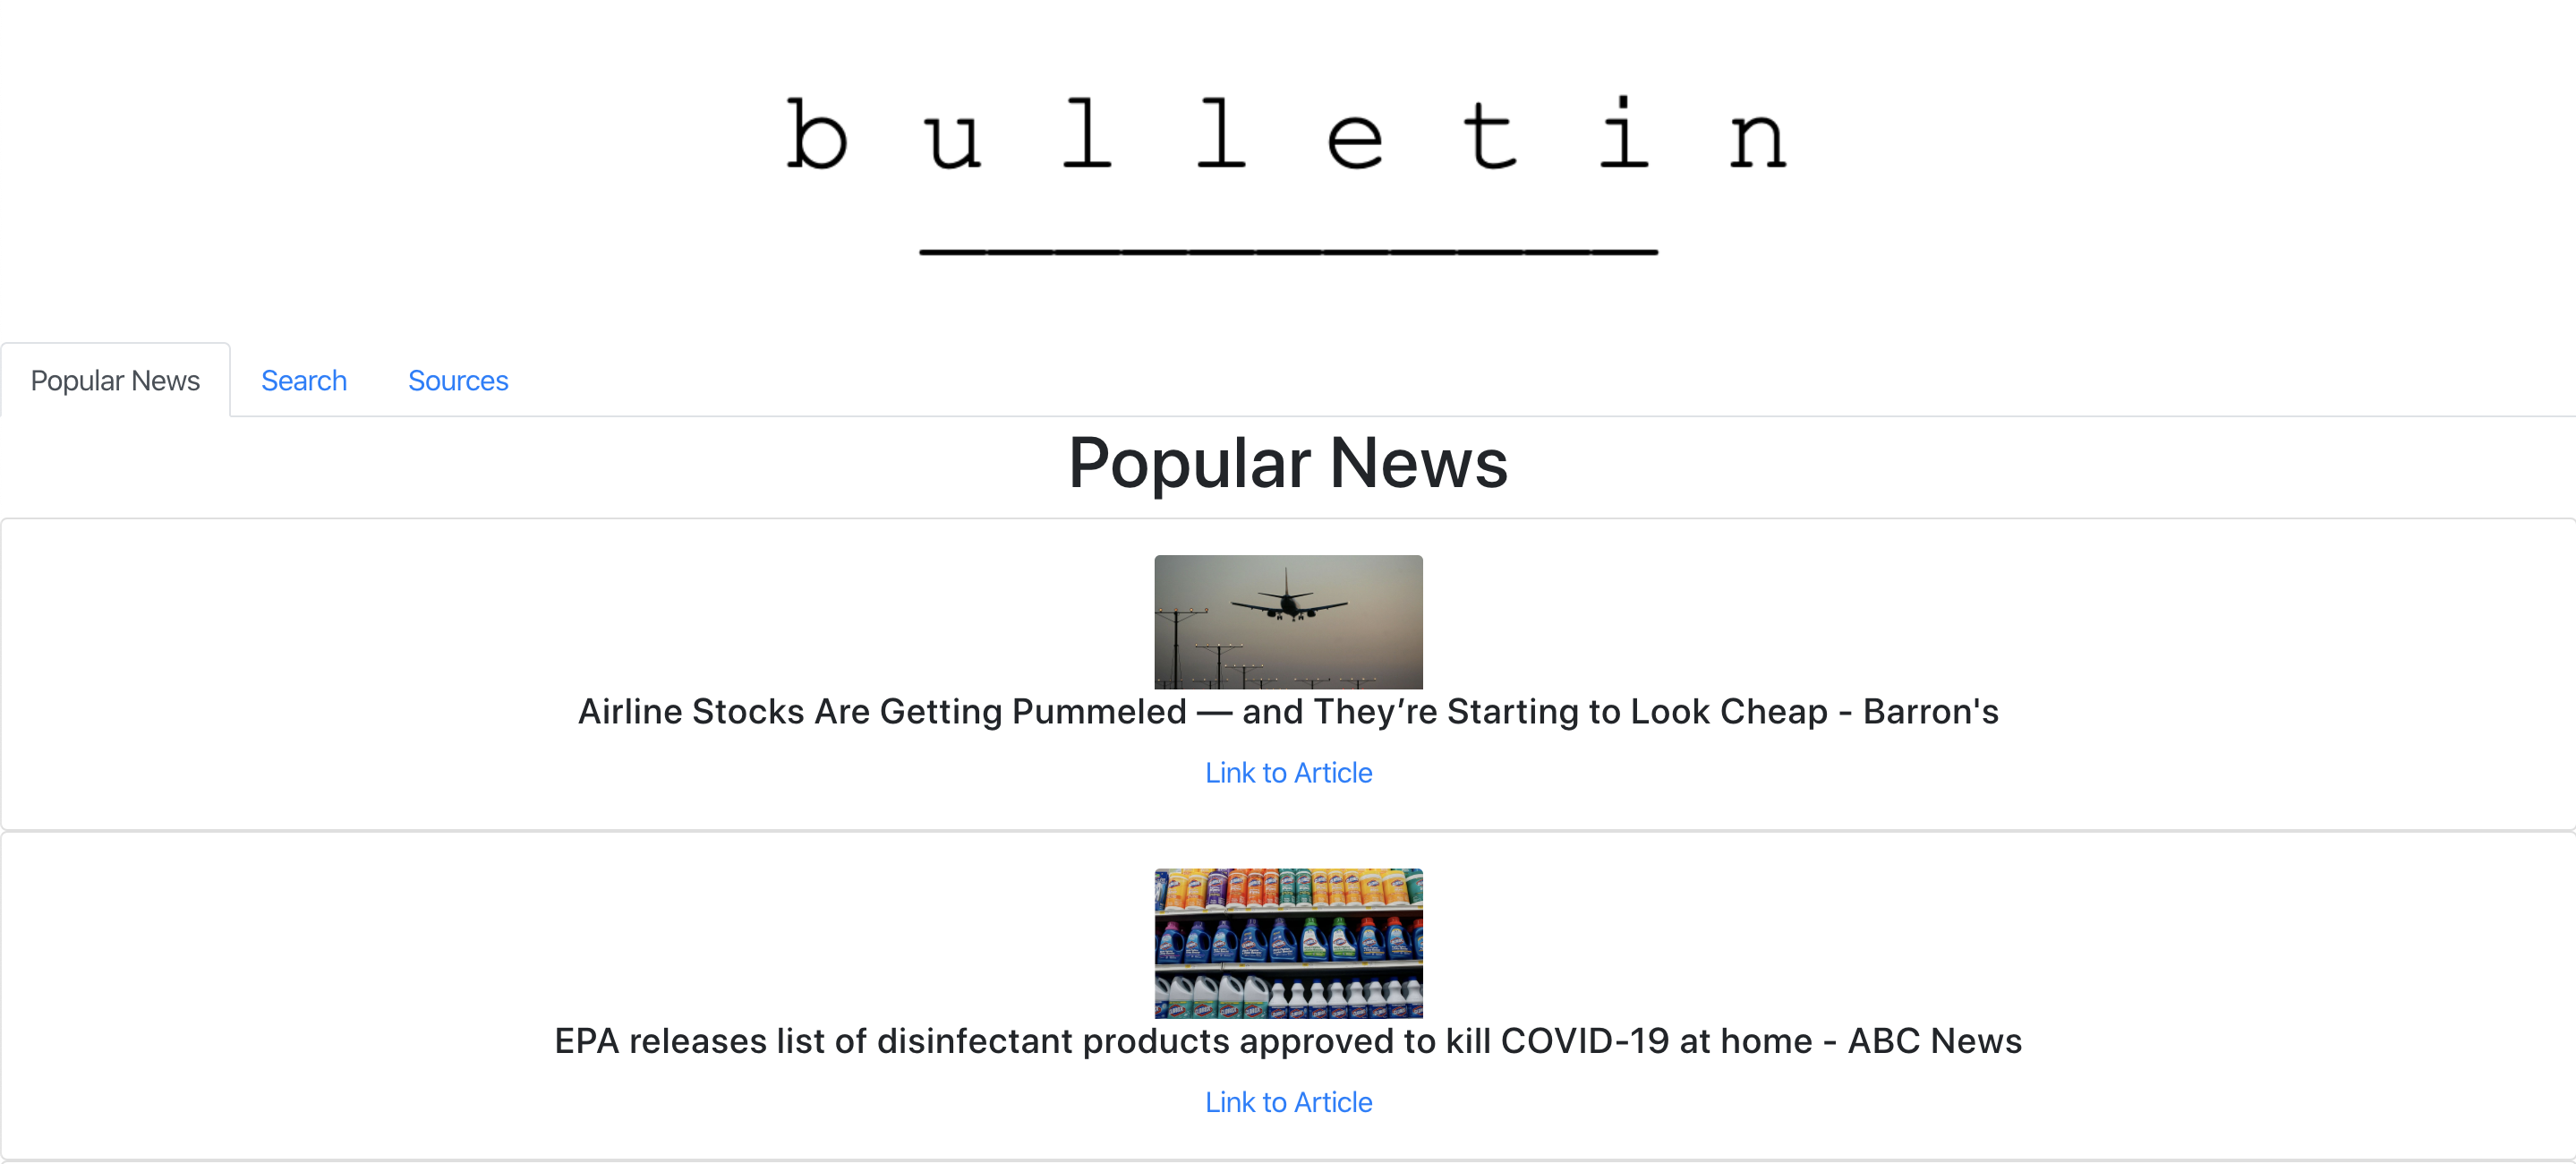 b u l l e t i n
Popular News
Search
Sources
Popular News
Airline Stocks Are Getting Pummeled — and They’re Starting to Look Cheap - Barron's
Link to Article
EPA releases list of disinfectant products approved to kill COVID-19 at home - ABC News
Link to Article